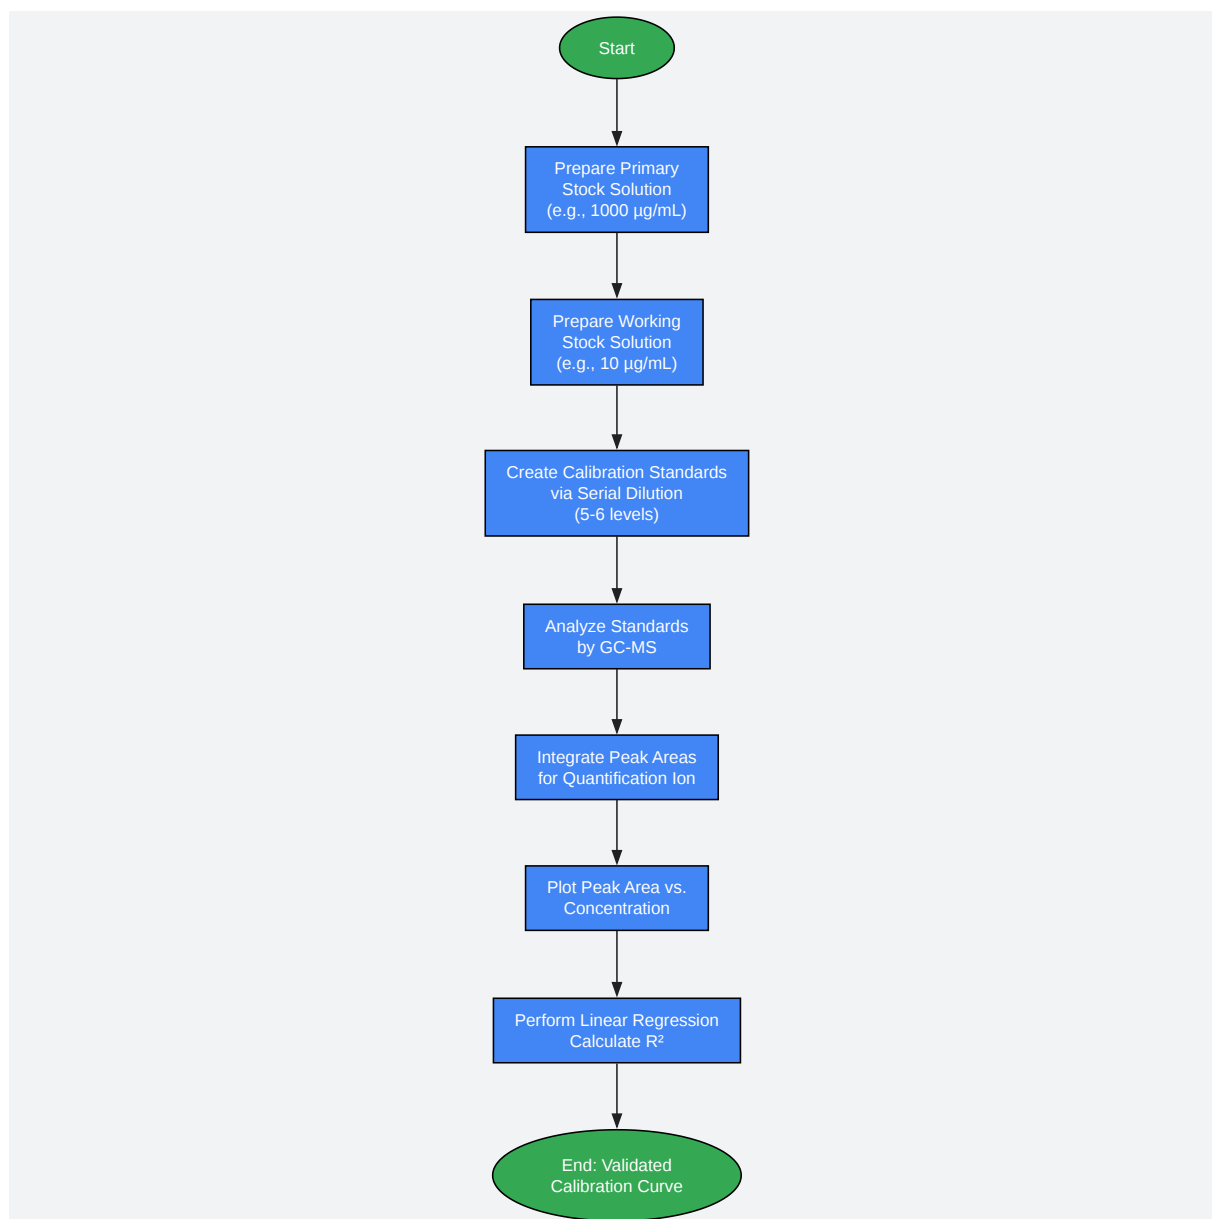 Start
Prepare Primary
Stock Solution
(e.g., 1000 µg/mL)
Prepare Working
Stock Solution
(e.g., 10 µg/mL)
Create Calibration Standards
via Serial Dilution
(5-6 levels)
Analyze Standards
by GC-MS
Integrate Peak Areas
for Quantification Ion
Plot Peak Area vs.
Concentration
Perform Linear Regression
Calculate R²
End: Validated
Calibration Curve